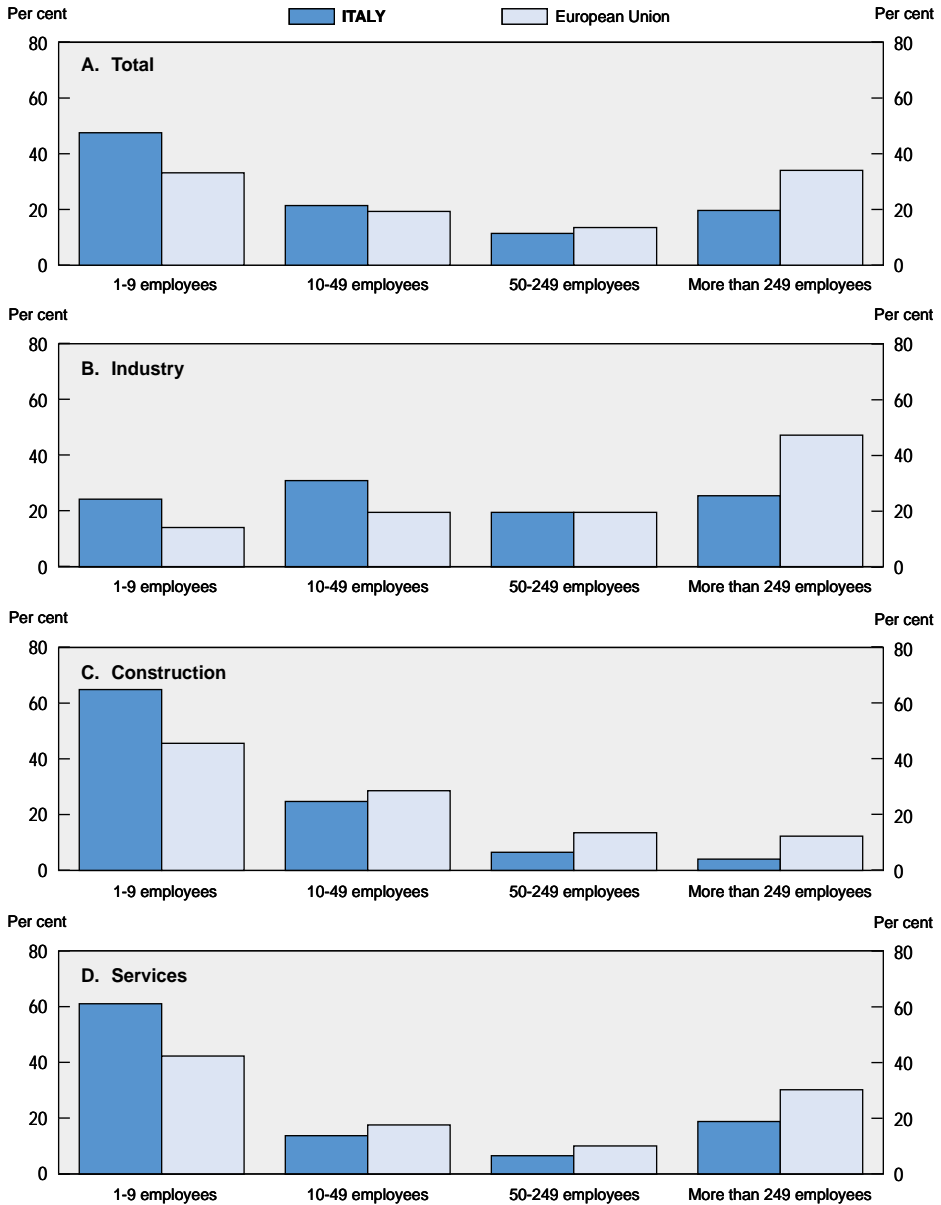 Per cent ITALY European Union Per cent
80 80
A. Total
60 60
40 40
20 20
0 0
1-9 employees 10-49 employees 50-249 employees More than 249 employees
Per cent Per cent
80 80
B. Industry
60 60
40 40
20 20
0 0
1-9 employees 10-49 employees 50-249 employees More than 249 employees
Per cent Per cent
80 80
C. Construction
60 60
40 40
20 20
0 0
1-9 employees 10-49 employees 50-249 employees More than 249 employees
Per cent Per cent
80 80
D. Services
60 60
40 40
20 20
0 0
1-9 employees 10-49 employees 50-249 employees More than 249 employees